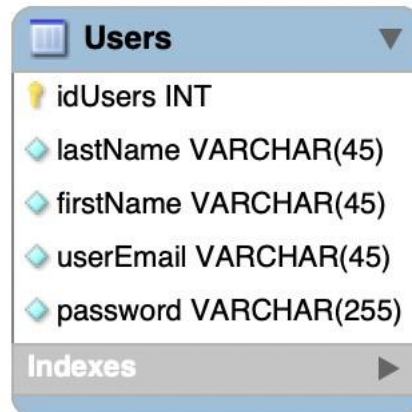 Users
idUsers INT
lastName VARCHAR(45)
firstName VARCHAR(45)
userEmail VARCHAR(45)
password VARCHAR(255)
Indexes